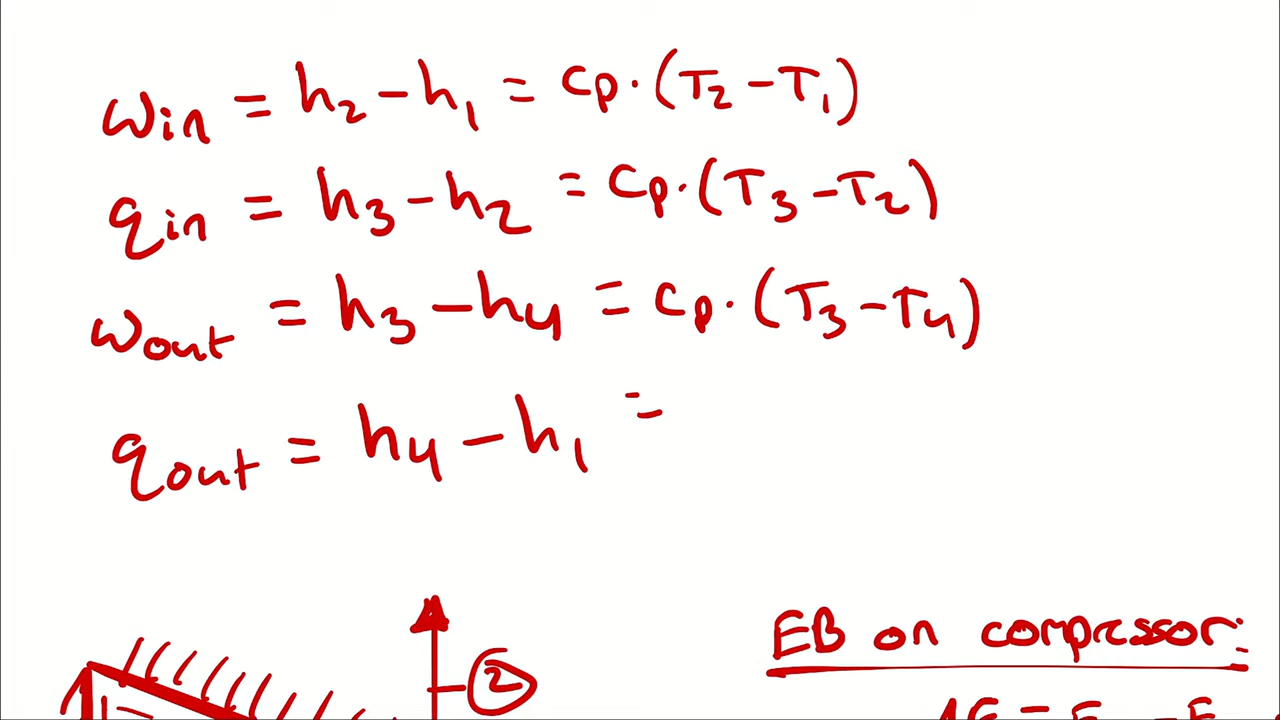 win = h2 - h1 = cp · (T2 - T1)
qin = h3 - h2 = cp · (T3 - T2)
wout = h3 - h4 = cp · (T3 - T4)
qout = h4 - h1 =
2
EB on compressor: